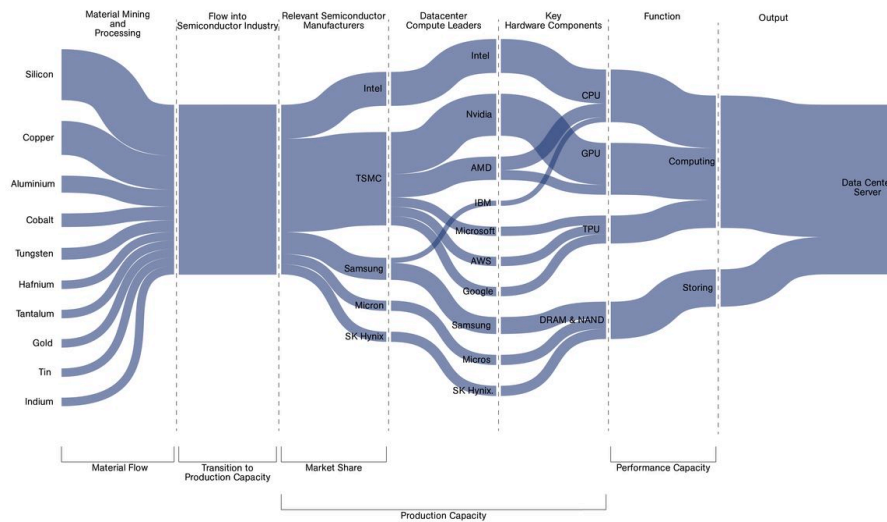 Material Mining
and
Processing
Flow into
Semiconductor Industry
Relevant Semiconductor
Manufacturers
Datacenter
Compute Leaders
Key
Hardware Components
Function
Output
Silicon
Copper
Aluminium
Cobalt
Tungsten
Hafnium
Tantalum
Gold
Tin
Indium
Intel
TSMC
Samsung
Micron
SK Hynix
Intel
Nvidia
AMD
IBM
Microsoft
AWS
Google
Samsung
Micros
SK Hynix.
CPU
GPU
TPU
DRAM & NAND
Computing
Storing
Data Center
Server
Material Flow
Transition to
Production Capacity
Market Share
Performance Capacity
Production Capacity